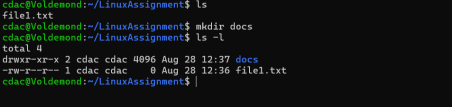 cdac@Voldemond:~/LinuxAssignment$ ls
file1.txt
cdac@Voldemond:~/LinuxAssignment$ mkdir docs
cdac@Voldemond:~/LinuxAssignment$ ls -l
total 4
drwxr-xr-x 2 cdac cdac 4096 Aug 28 12:37 docs
-rw-r--r-- 1 cdac cdac    0 Aug 28 12:36 file1.txt
cdac@Voldemond:~/LinuxAssignment$